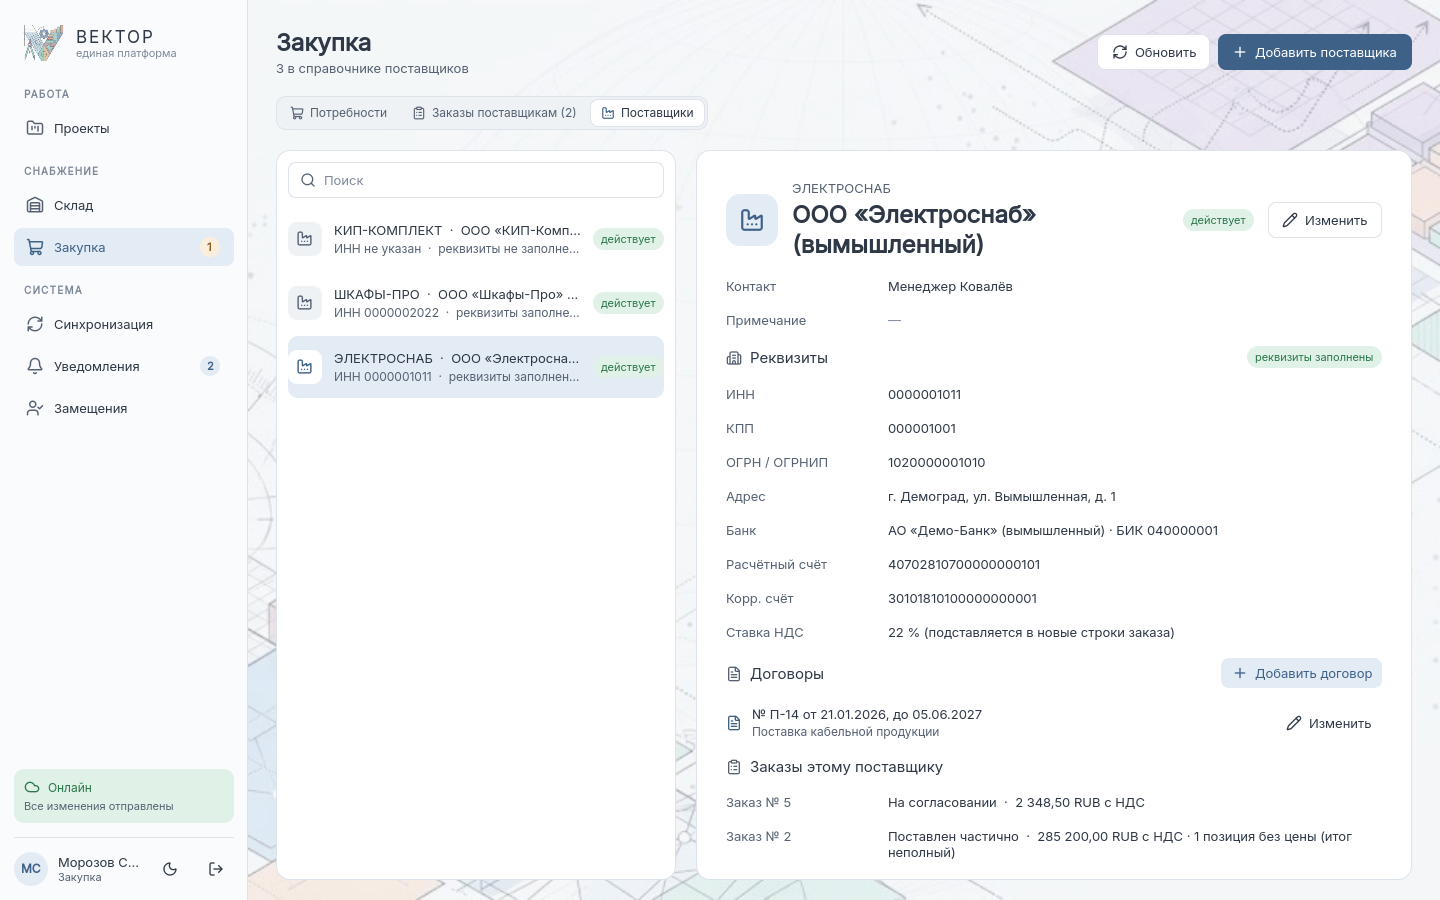 ВЕКТОР
единая платформа
РАБОТА
Проекты
СНАБЖЕНИЕ
Склад
Закупка 1
СИСТЕМА
Синхронизация
Уведомления 2
Замещения
Онлайн
Все изменения отправлены
МС
Морозов С...
Закупка
Закупка
3 в справочнике поставщиков
Обновить
Добавить поставщика
Потребности
Заказы поставщикам (2)
Поставщики
Поиск
КИП-КОМПЛЕКТ · ООО «КИП-Комп...
ИНН не указан · реквизиты не заполне...
действует
ШКАФЫ-ПРО · ООО «Шкафы-Про» ...
ИНН 0000002022 · реквизиты заполне...
действует
ЭЛЕКТРОСНАБ · ООО «Электросна...
ИНН 0000001011 · реквизиты заполнен...
действует
ЭЛЕКТРОСНАБ
ООО «Электроснаб»
(вымышленный)
действует
Изменить
Контакт Менеджер Ковалёв
Примечание —
Реквизиты реквизиты заполнены
ИНН 0000001011
КПП 000001001
ОГРН / ОГРНИП 1020000001010
Адрес г. Демоград, ул. Вымышленная, д. 1
Банк АО «Демо-Банк» (вымышленный) · БИК 040000001
Расчётный счёт 40702810700000000101
Корр. счёт 30101810100000000001
Ставка НДС 22 % (подставляется в новые строки заказа)
Договоры Добавить договор
№ П-14 от 21.01.2026, до 05.06.2027
Поставка кабельной продукции
Изменить
Заказы этому поставщику
Заказ № 5 На согласовании · 2 348,50 RUB с НДС
Заказ № 2 Поставлен частично · 285 200,00 RUB с НДС · 1 позиция без цены (итог
неполный)